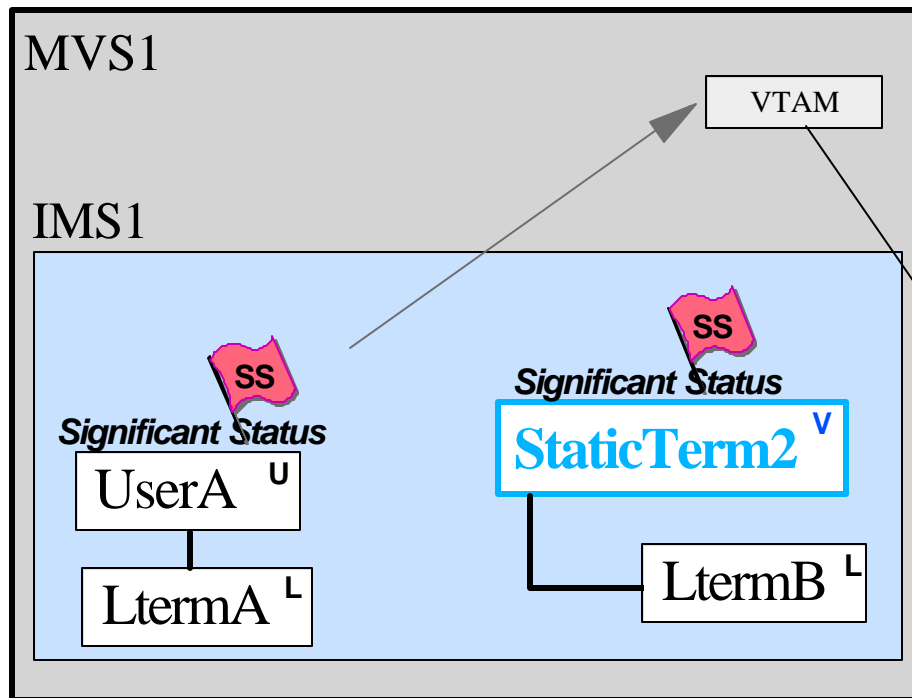 MVS1
VTAM
IMS1
SS
Significant Status
UserA U
LtermA L
SS
Significant Status
StaticTerm2 V
LtermB L